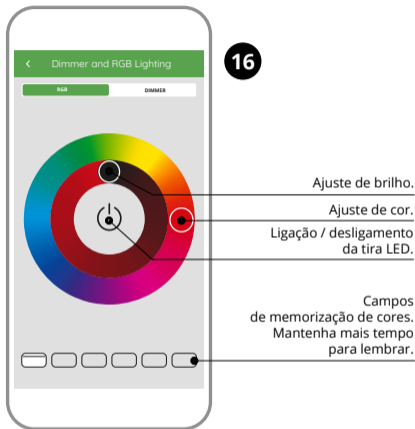 Dimmer and RGB Lighting
16
RGB
DIMMER
Ajuste de brilho.
Ajuste de cor.
Ligação / desligamento
da tira LED.
Campos
de memorização de cores.
Mantenha mais tempo
para lembrar.